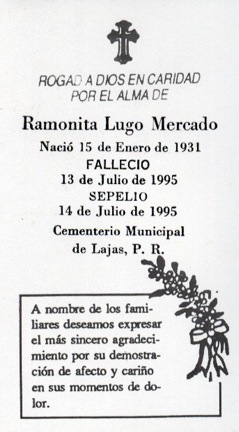 ROGAD A DIOS EN CARIDAD
POR EL ALMA DE
Ramonita Lugo Mercado
Nació 15 de Enero de 1931
FALLECIO
13 de Julio de 1995
SEPELIO
14 de Julio de 1995
Cementerio Municipal
de Lajas, P. R.
A nombre de los fami-
liares deseamos expresar
el más sincero agradeci-
miento por su demostra-
ción de afecto y cariño
en sus momentos de do-
lor.